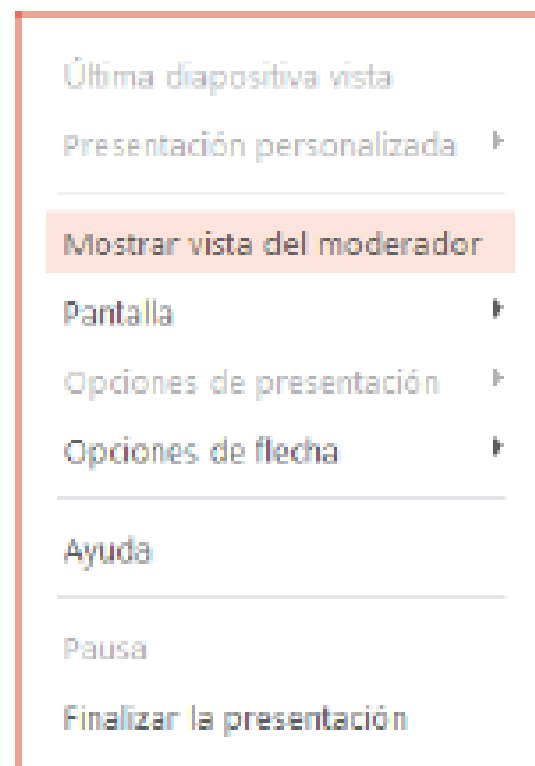 Última diapositiva vista
Presentación personalizada
Mostrar vista del moderador
Pantalla
Opciones de presentación
Opciones de flecha
Ayuda
Pausa
Finalizar la presentación